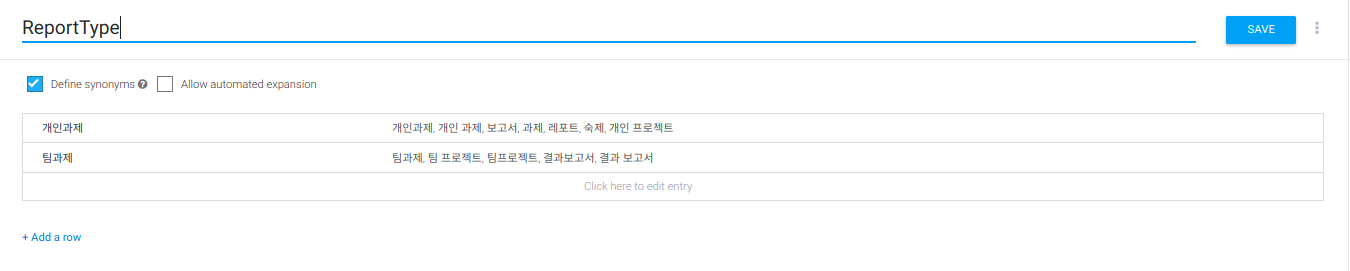 ReportType
SAVE
Define synonyms
Allow automated expansion
개인과제
개인과제, 개인 과제, 보고서, 과제, 레포트, 숙제, 개인 프로젝트
팀과제
팀과제, 팀 프로젝트, 팀프로젝트, 결과보고서, 결과 보고서
Click here to edit entry
+ Add a row